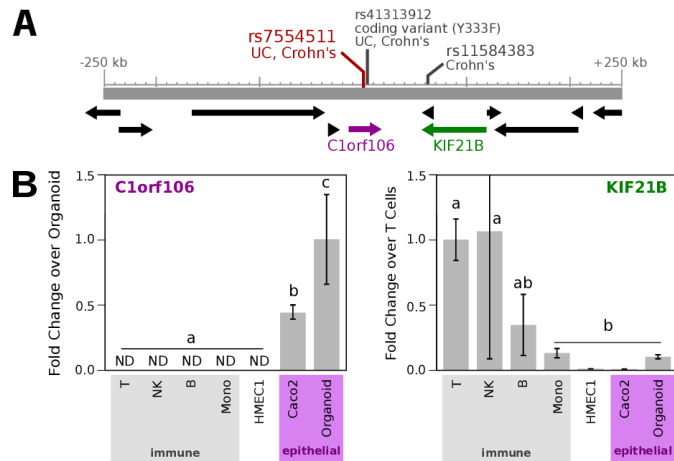 A
rs41313912
rs7554511
coding variant (Y333F)
UC, Crohn's
UC, Crohn's
rs11584383
Crohn's
-250 kb
+250 kb
C1orf106
KIF21B
B
C1orf106
Fold Change over Organoid
1.5
1.0
0.5
0.0
a
b
c
ND ND ND ND ND
T
NK
B
Mono
HMEC1
Caco2
Organoid
immune
epithelial
KIF21B
Fold Change over T Cells
1.5
1.0
0.5
0.0
a
a
ab
b
T
NK
B
Mono
HMEC1
Caco2
Organoid
immune
epithelial